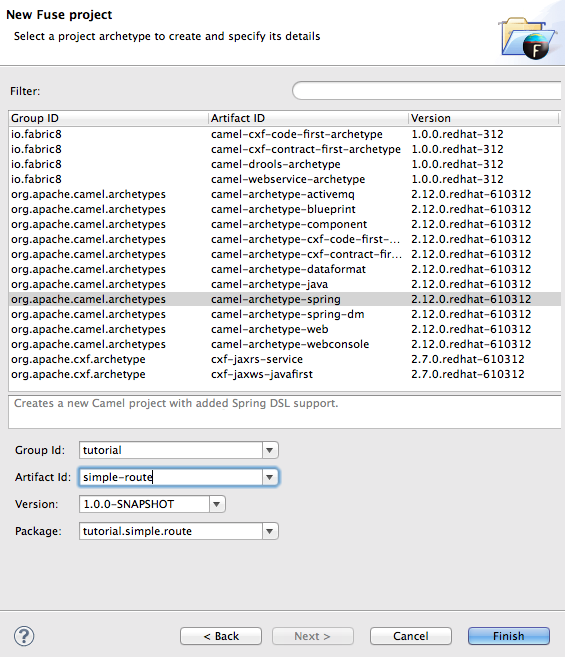 New Fuse project
Select a project archetype to create and specify its details
F
Filter:
Group ID Artifact ID Version
io.fabric8 camel-cxf-code-first-archetype 1.0.0.redhat-312
io.fabric8 camel-cxf-contract-first-archetype 1.0.0.redhat-312
io.fabric8 camel-drools-archetype 1.0.0.redhat-312
io.fabric8 camel-webservice-archetype 1.0.0.redhat-312
org.apache.camel.archetypes camel-archetype-activemq 2.12.0.redhat-610312
org.apache.camel.archetypes camel-archetype-blueprint 2.12.0.redhat-610312
org.apache.camel.archetypes camel-archetype-component 2.12.0.redhat-610312
org.apache.camel.archetypes camel-archetype-cxf-code-first-... 2.12.0.redhat-610312
org.apache.camel.archetypes camel-archetype-cxf-contract-fir... 2.12.0.redhat-610312
org.apache.camel.archetypes camel-archetype-dataformat 2.12.0.redhat-610312
org.apache.camel.archetypes camel-archetype-java 2.12.0.redhat-610312
org.apache.camel.archetypes camel-archetype-spring 2.12.0.redhat-610312
org.apache.camel.archetypes camel-archetype-spring-dm 2.12.0.redhat-610312
org.apache.camel.archetypes camel-archetype-web 2.12.0.redhat-610312
org.apache.camel.archetypes camel-archetype-webconsole 2.12.0.redhat-610312
org.apache.cxf.archetype cxf-jaxrs-service 2.7.0.redhat-610312
org.apache.cxf.archetype cxf-jaxws-javafirst 2.7.0.redhat-610312
Creates a new Camel project with added Spring DSL support.
Group Id: tutorial
Artifact Id: simple-route
Version: 1.0.0-SNAPSHOT
Package: tutorial.simple.route
? < Back Next > Cancel Finish